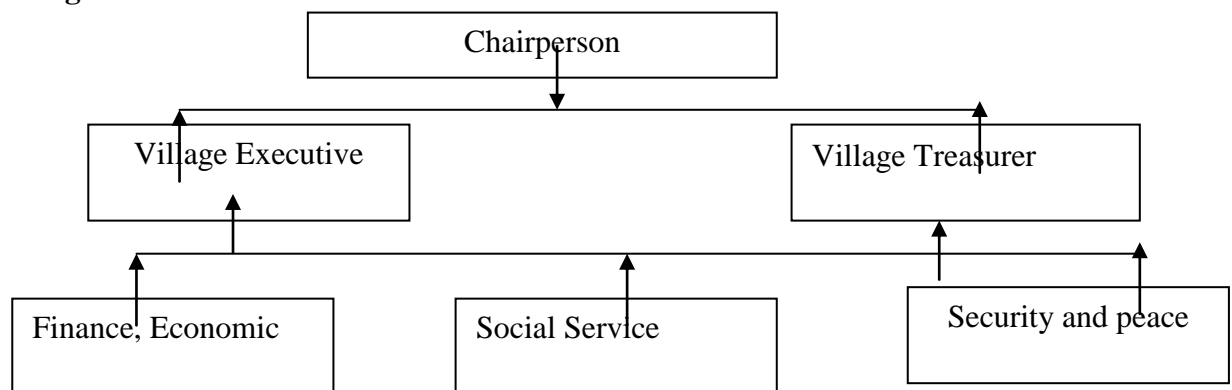 Chairperson
Village Executive
Village Treasurer
Finance, Economic
Social Service
Security and peace